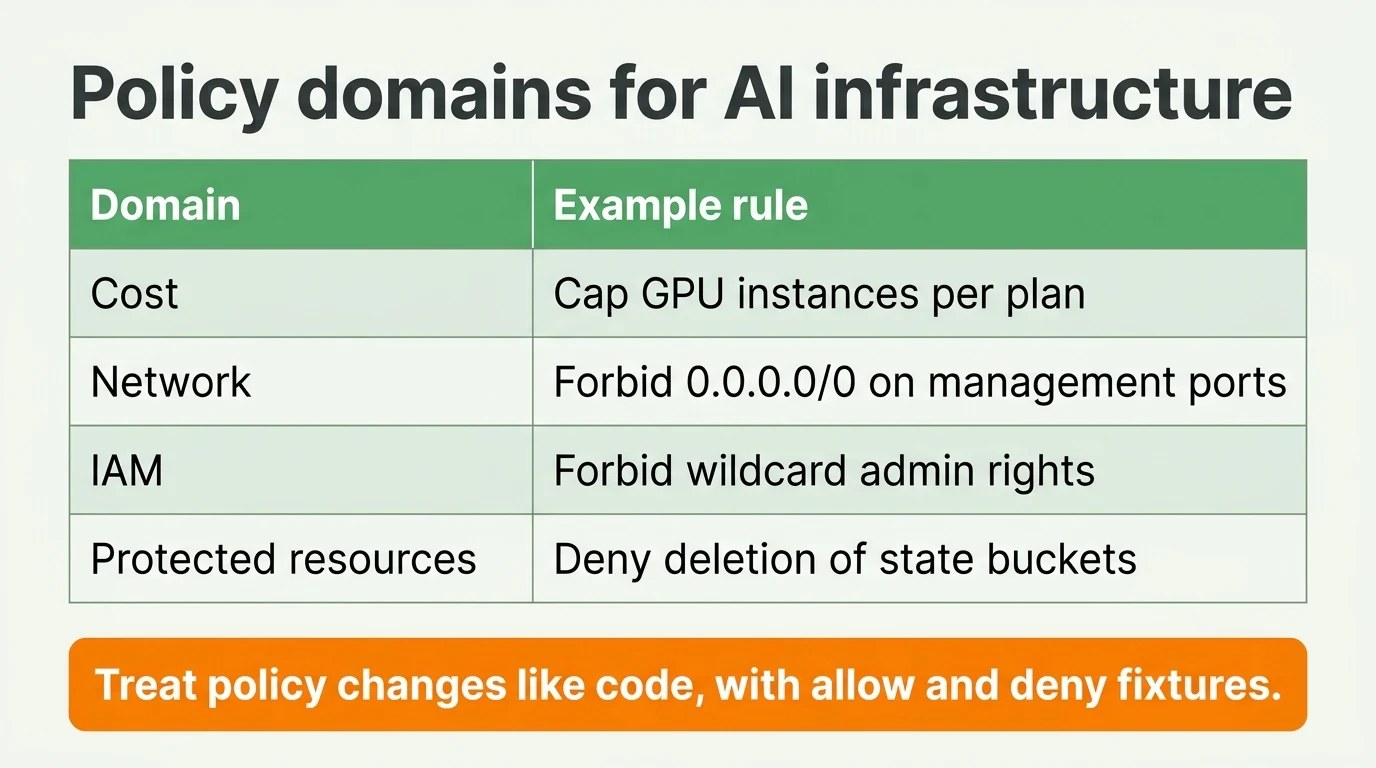 Policy domains for AI infrastructure
Domain Example rule
Cost Cap GPU instances per plan
Network Forbid 0.0.0.0/0 on management ports
IAM Forbid wildcard admin rights
Protected resources Deny deletion of state buckets
Treat policy changes like code, with allow and deny fixtures.